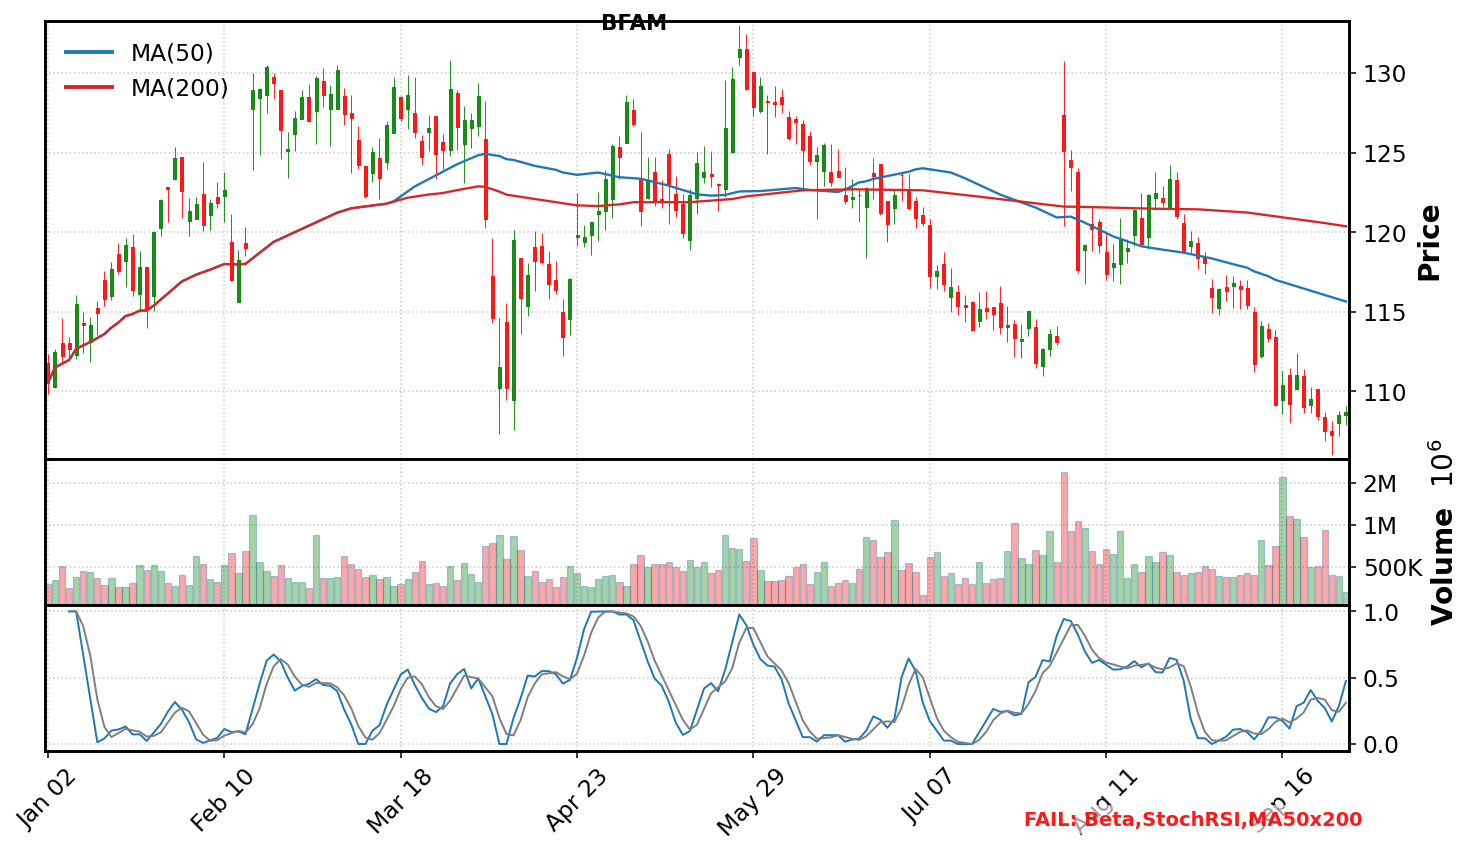 BFAM
MA(50)
MA(200)
130
125
120
115
110
Price
2M
1M
500K
Volume 10⁶
1.0
0.5
0.0
Jan 02
Feb 10
Mar 18
Apr 23
May 29
Jul 07
Aug 11
Sep 16
FAIL: Beta,StochRSI,MA50x200